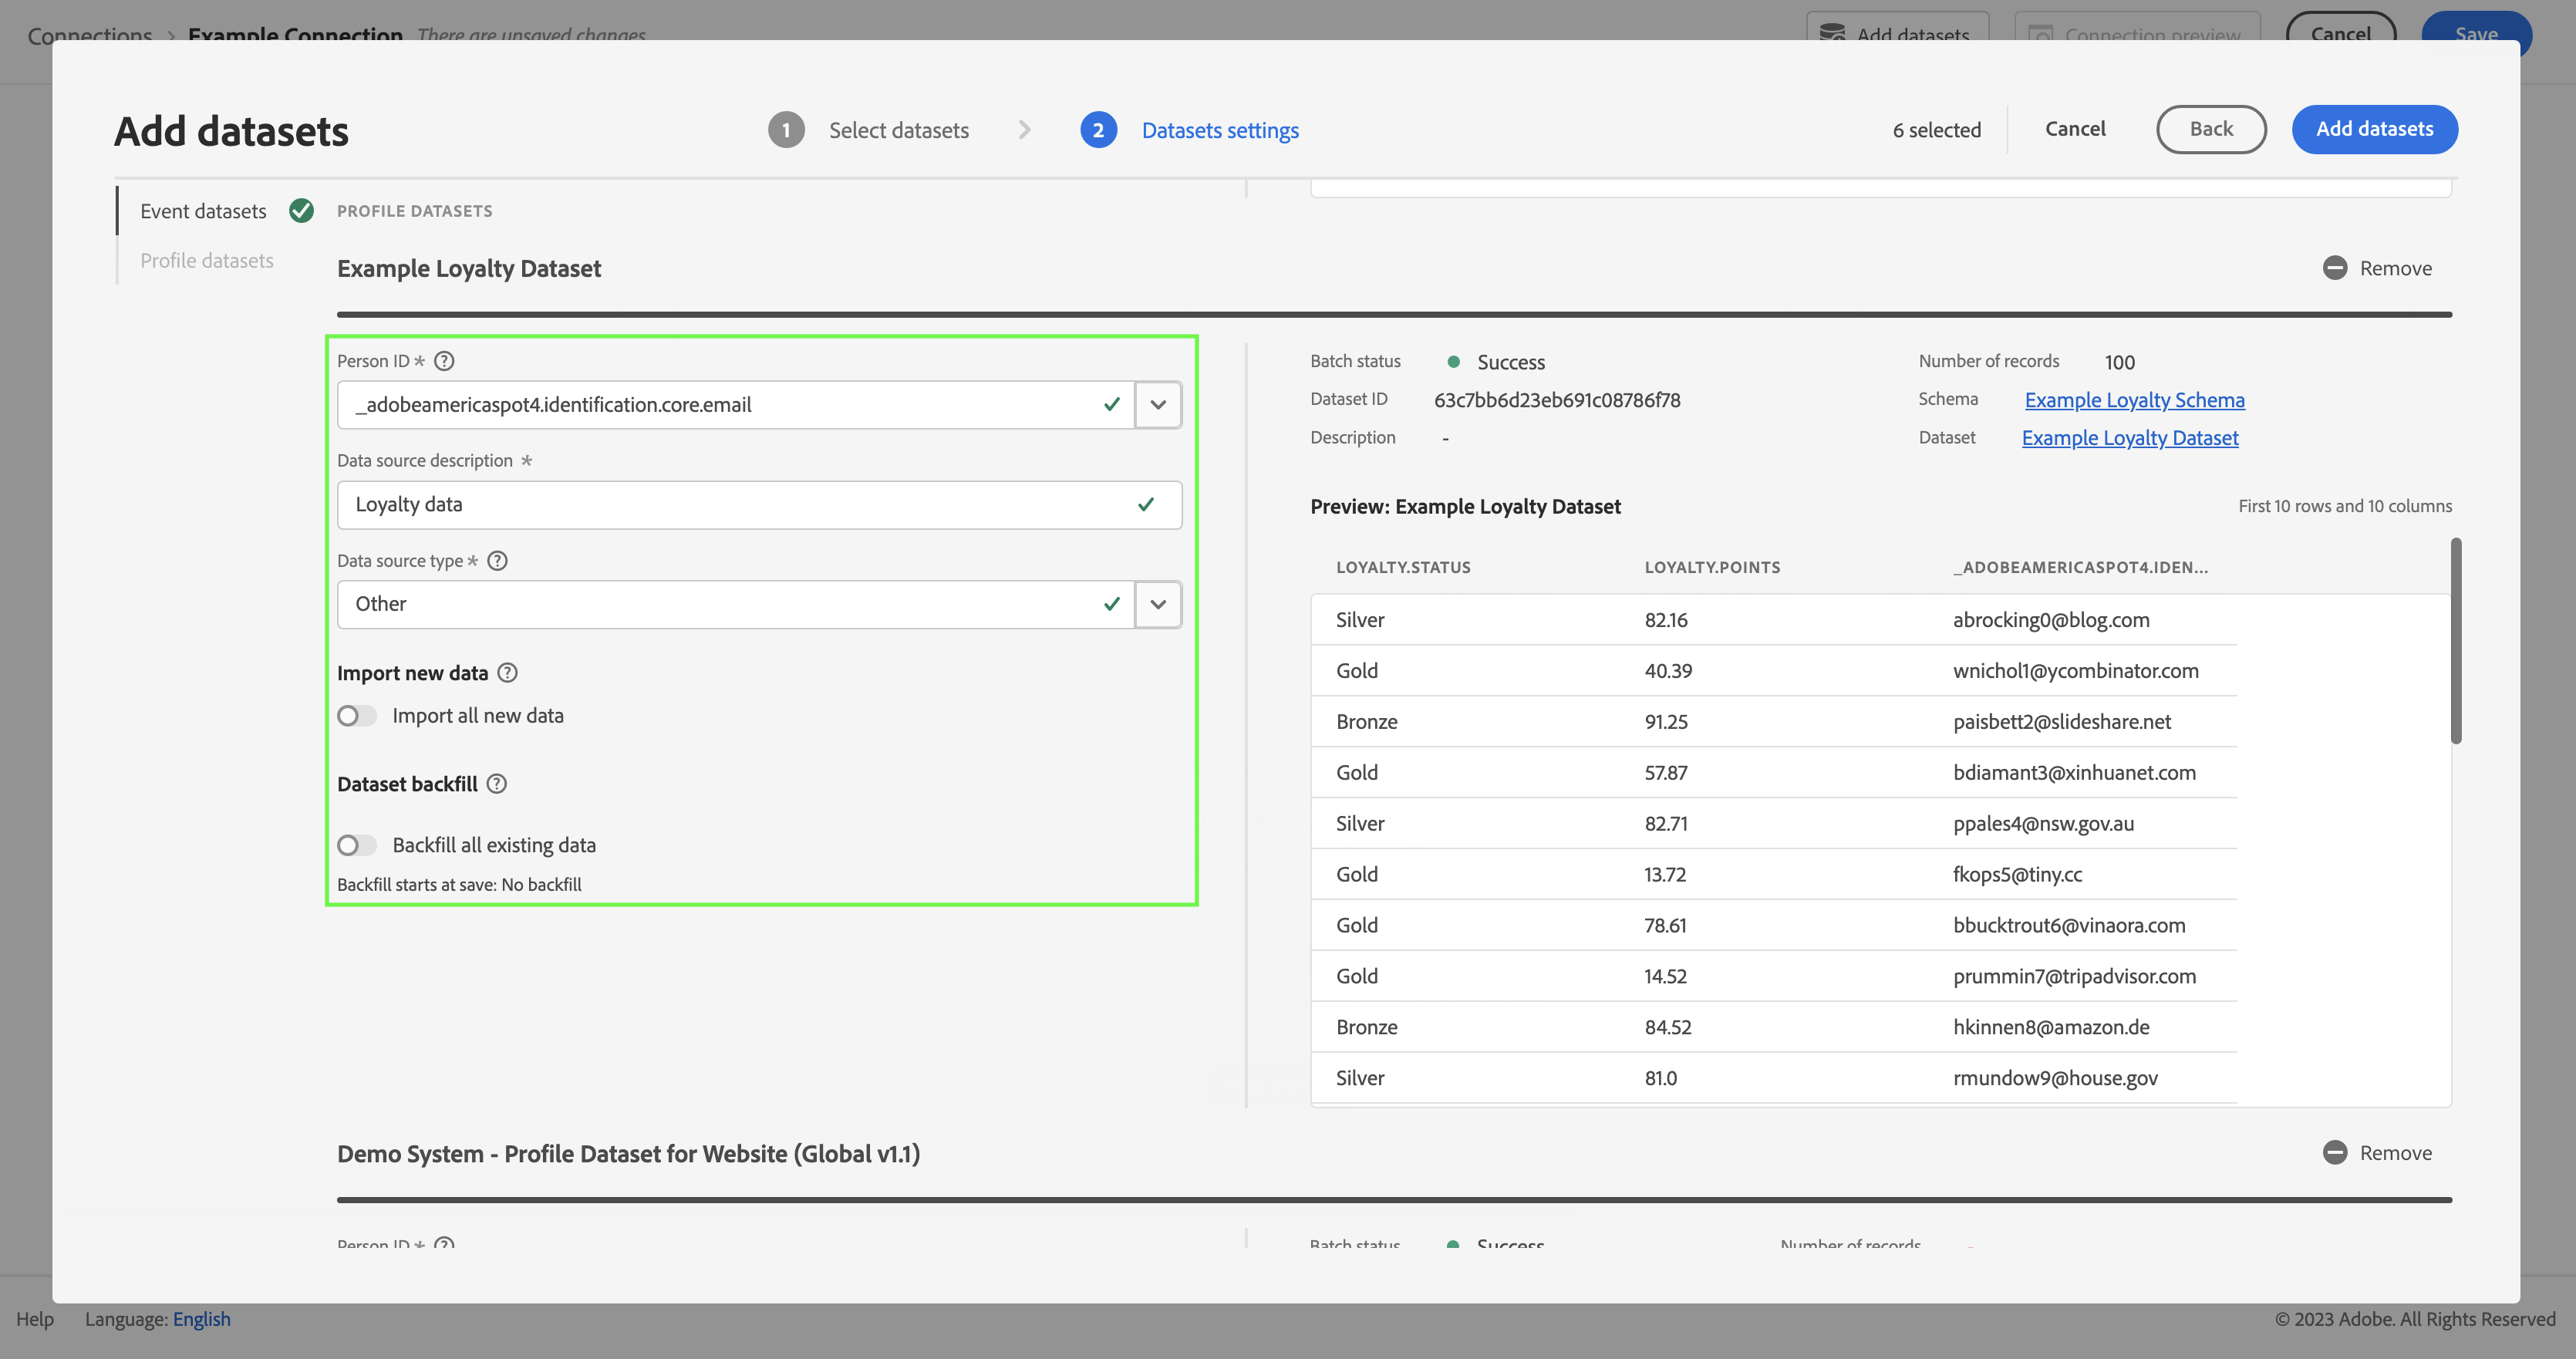 Connections > Example Connection There are unsaved changes
Add datasets
Connection preview
Cancel
Save
Add datasets
1 Select datasets
2 Datasets settings
6 selected
Cancel
Back
Add datasets
Event datasets
Profile datasets
PROFILE DATASETS
Example Loyalty Dataset
Remove
Person ID * ?
_adobeamericaspot4.identification.core.email
Data source description *
Loyalty data
Data source type * ?
Other
Import new data ?
Import all new data
Dataset backfill ?
Backfill all existing data
Backfill starts at save: No backfill
Batch status Success
Dataset ID 63c7bb6d23eb691c08786f78
Description -
Number of records 100
Schema Example Loyalty Schema
Dataset Example Loyalty Dataset
Preview: Example Loyalty Dataset
First 10 rows and 10 columns
LOYALTY.STATUS LOYALTY.POINTS _ADOBEAMERICASPOT4.IDEN...
Silver 82.16 abrocking0@blog.com
Gold 40.39 wnichol1@ycombinator.com
Bronze 91.25 paisbett2@slideshare.net
Gold 57.87 bdiamant3@xinhuanet.com
Silver 82.71 ppales4@nsw.gov.au
Gold 13.72 fkops5@tiny.cc
Gold 78.61 bbucktrout6@vinaora.com
Gold 14.52 prummin7@tripadvisor.com
Bronze 84.52 hkinnen8@amazon.de
Silver 81.0 rmundow9@house.gov
Demo System - Profile Dataset for Website (Global v1.1)
Remove
Person ID * ?
Batch status Success
Number of records -
Help
Language: English
© 2023 Adobe. All Rights Reserved